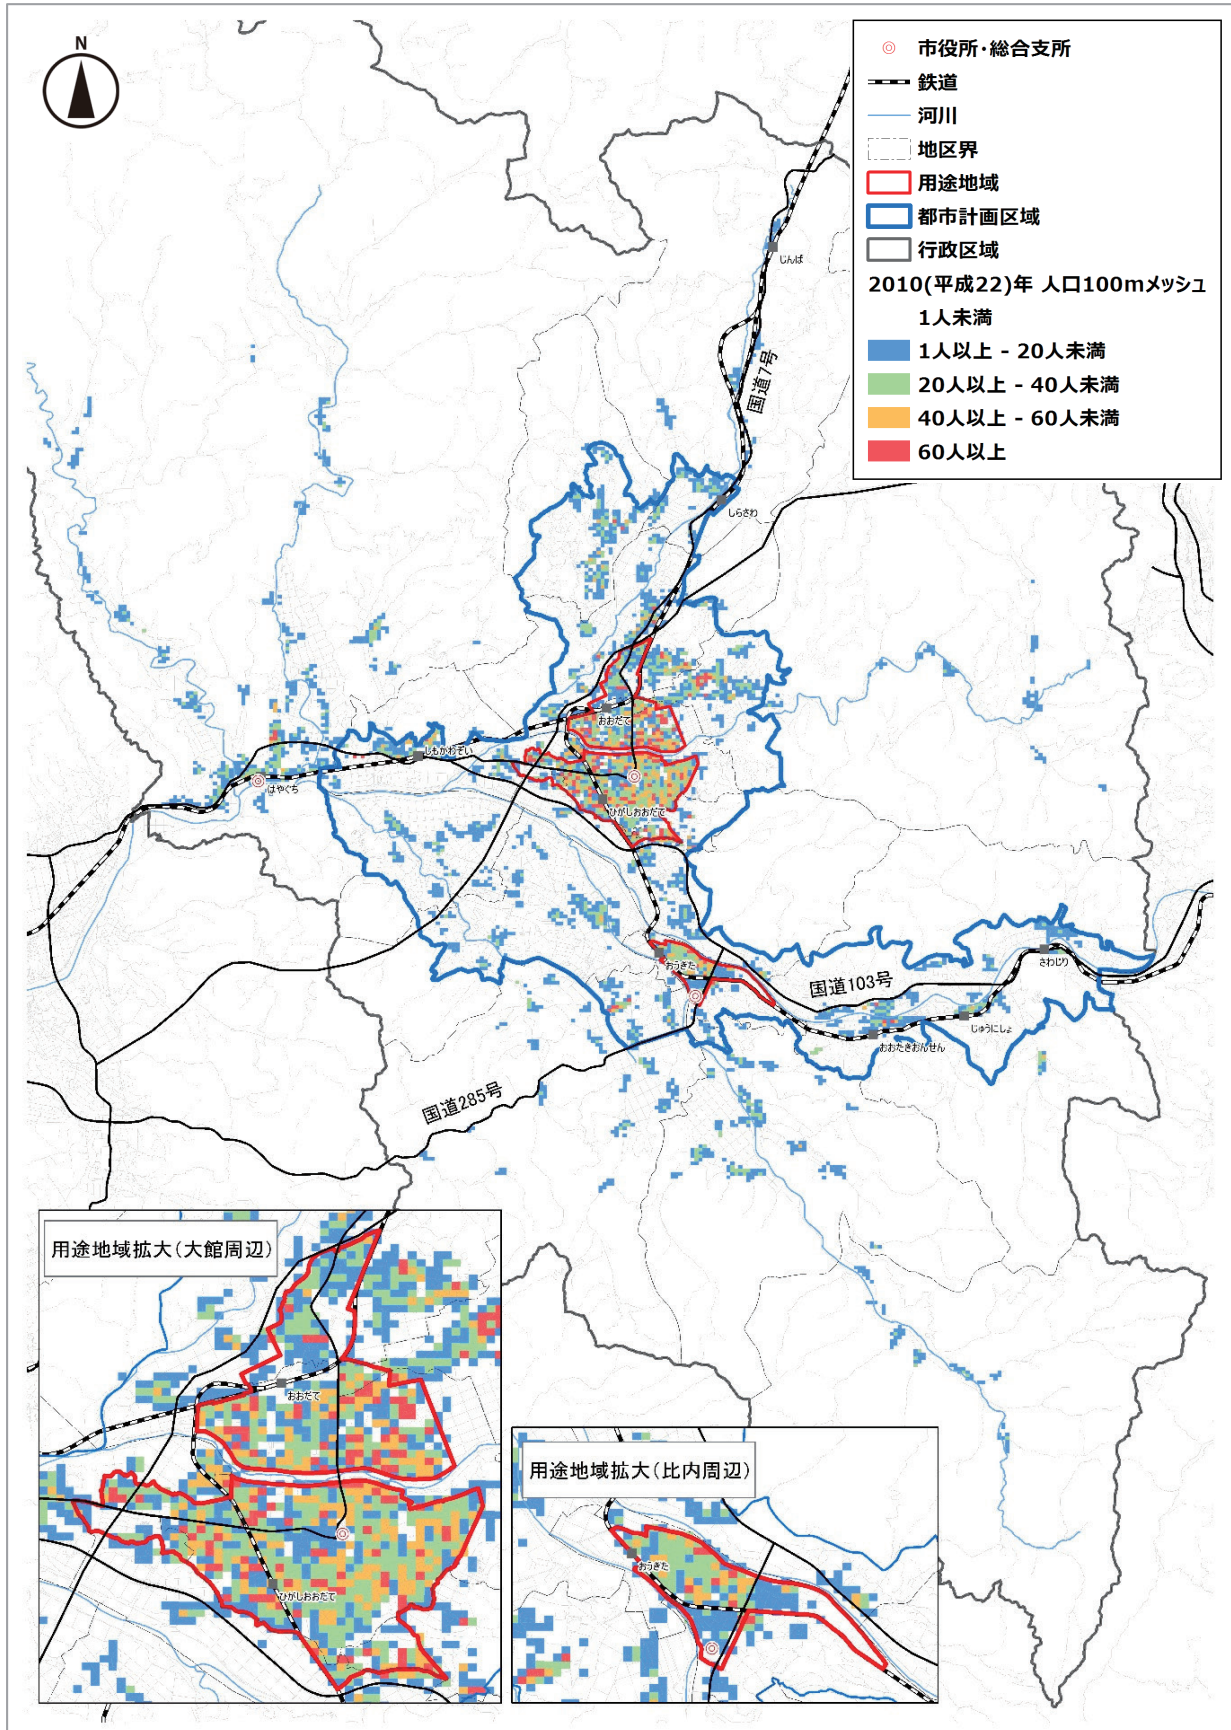 N
市役所・総合支所
鉄道
河川
地区界
用途地域
都市計画区域
行政区域
2010(平成22)年 人口100mメッシュ
1人未満
1人以上 - 20人未満
20人以上 - 40人未満
40人以上 - 60人未満
60人以上
じんば
国道7号
しらさわ
おおだて
しもかわぞい
はやぐち
ひがしおおだて
おうぎた
さわじり
国道103号
じゅうにしょ
おおたきおんせん
国道285号
用途地域拡大(大館周辺)
おおだて
ひがしおおだて
用途地域拡大(比内周辺)
おうぎた